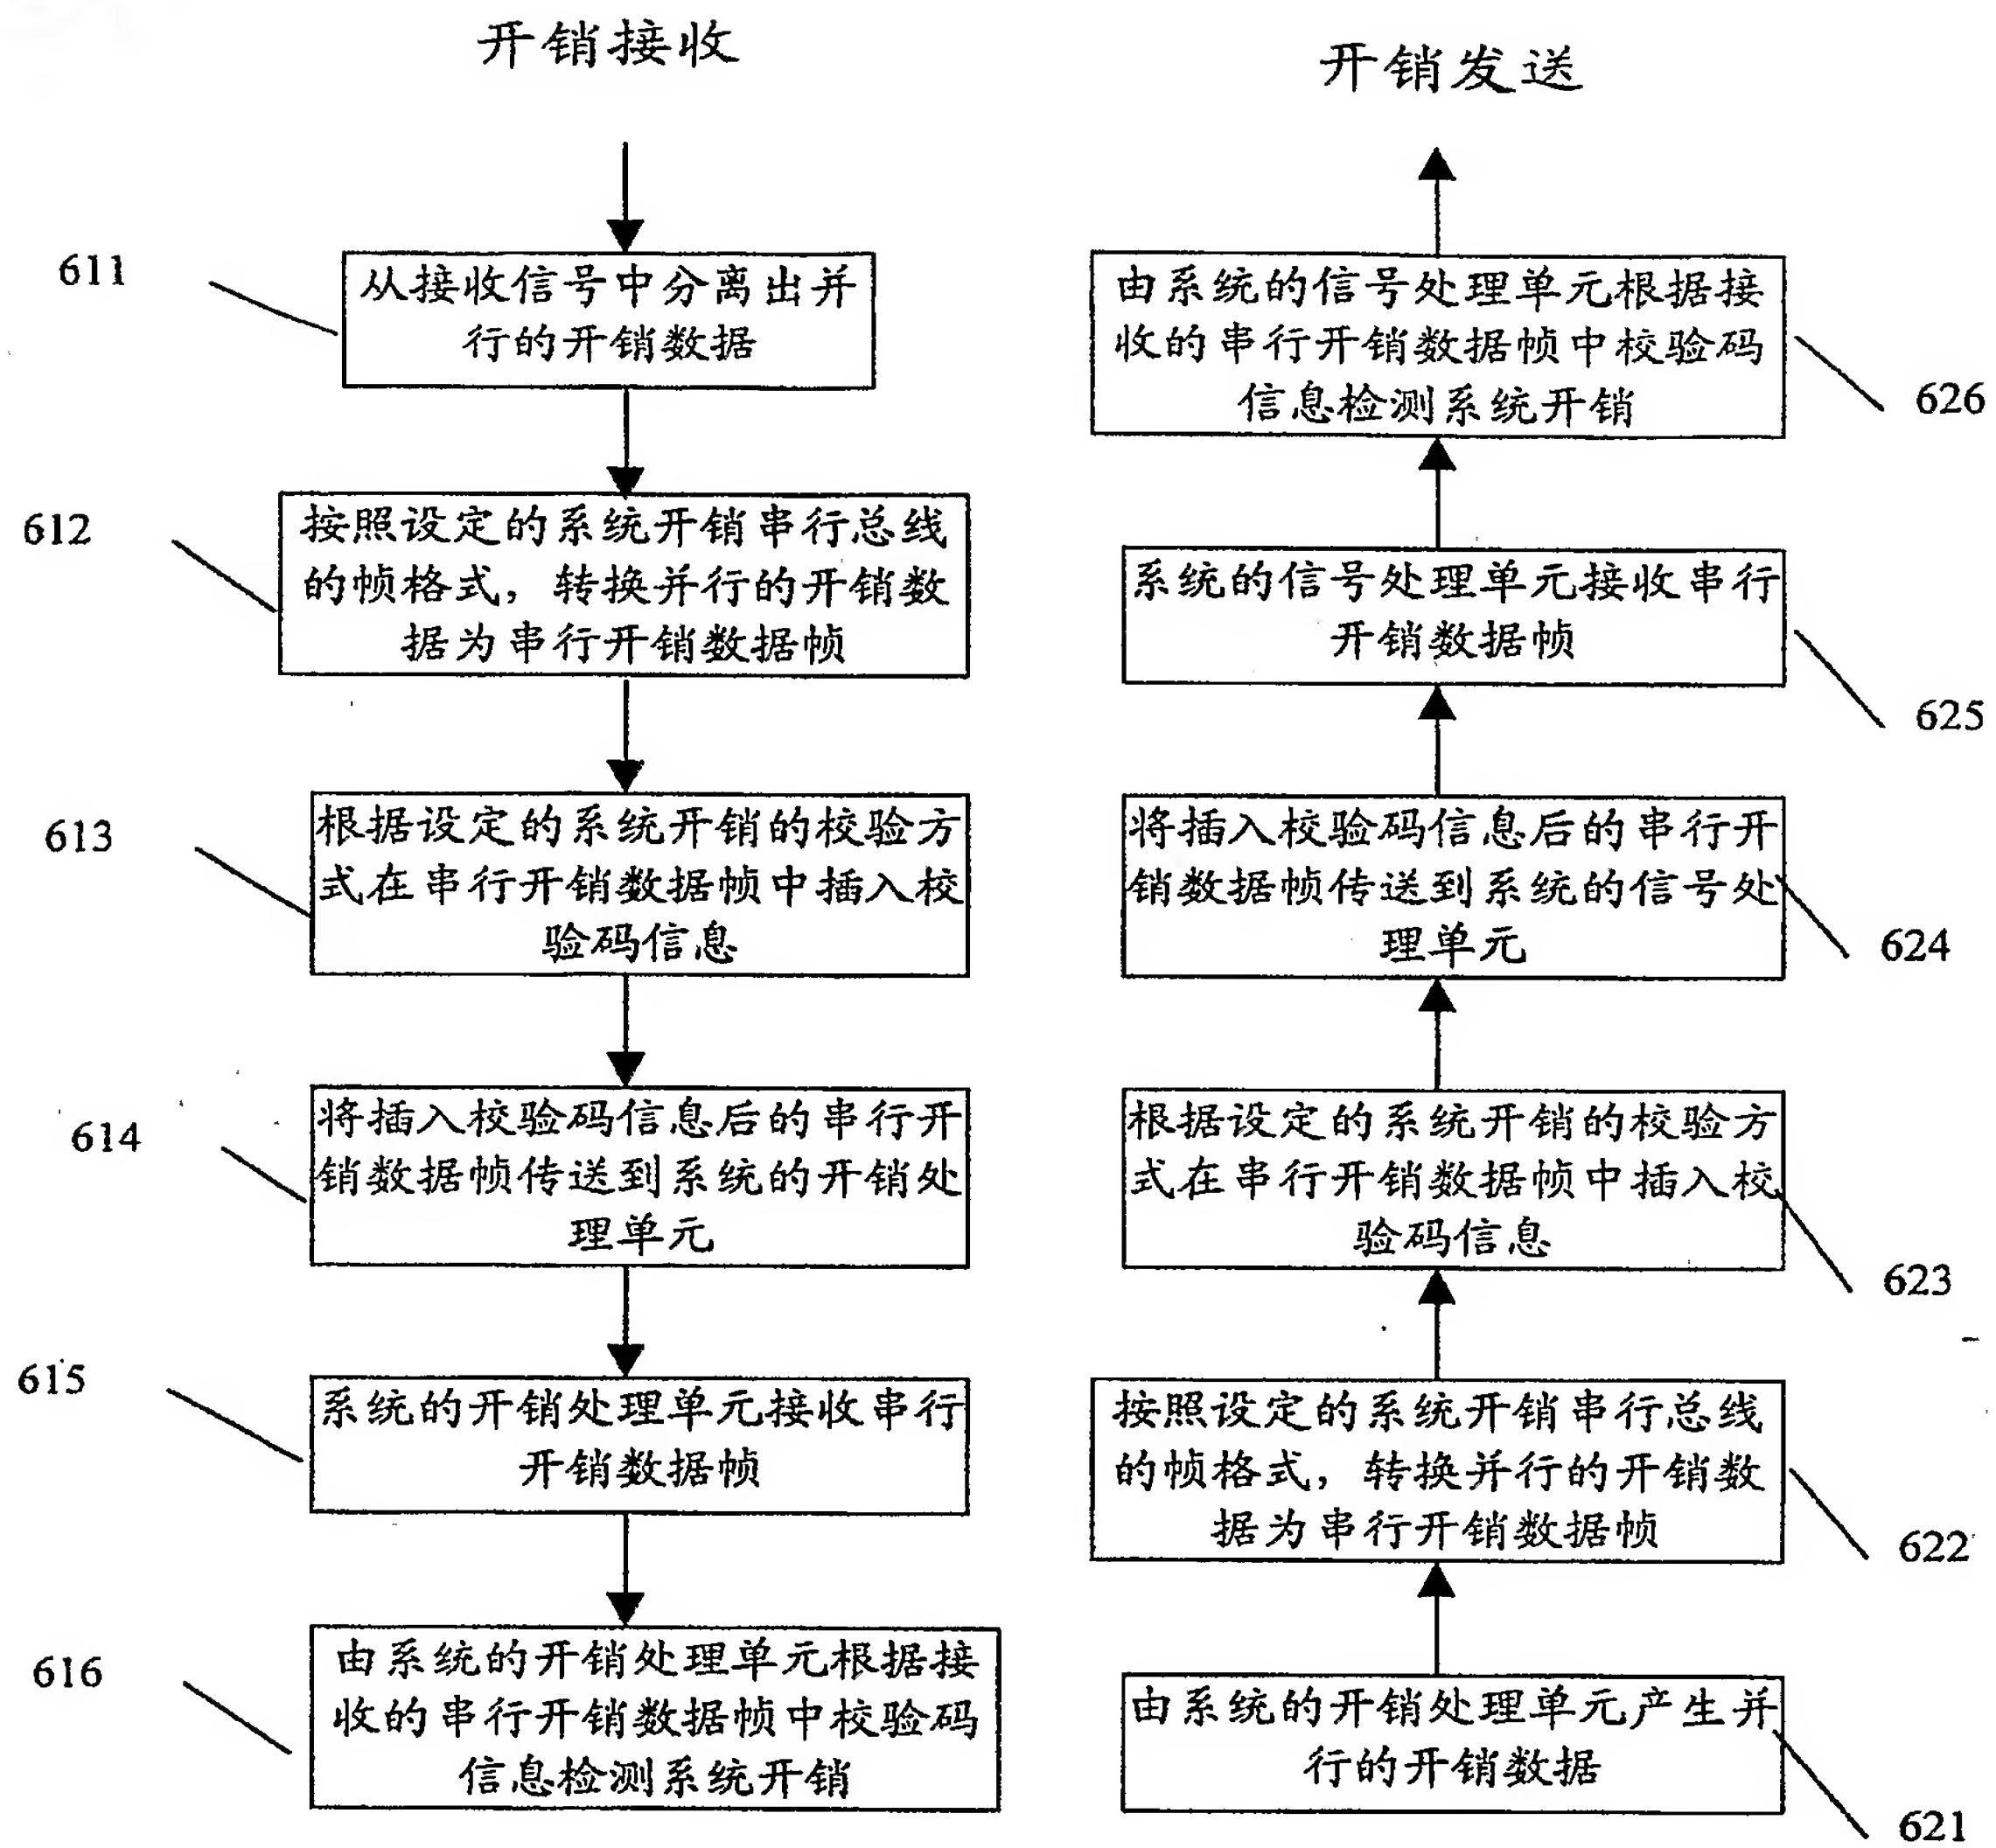 开销接收
611
从接收信号中分离出并
行的开销数据
612
按照设定的系统开销串行总线
的帧格式，转换并行的开销数
据为串行开销数据帧
613
根据设定的系统开销的校验方
式在串行开销数据帧中插入校
验码信息
614
将插入校验码信息后的串行开
销数据帧传送到系统的开销处
理单元
615
系统的开销处理单元接收串行
开销数据帧
616
由系统的开销处理单元根据接
收的串行开销数据帧中校验码
信息检测系统开销
开销发送
由系统的信号处理单元根据接
收的串行开销数据帧中校验码
信息检测系统开销
626
系统的信号处理单元接收串行
开销数据帧
625
将插入校验码信息后的串行开
销数据帧传送到系统的信号处
理单元
624
根据设定的系统开销的校验方
式在串行开销数据帧中插入校
验码信息
623
按照设定的系统开销串行总线
的帧格式，转换并行的开销数
据为串行开销数据帧
622
由系统的开销处理单元产生并
行的开销数据
621